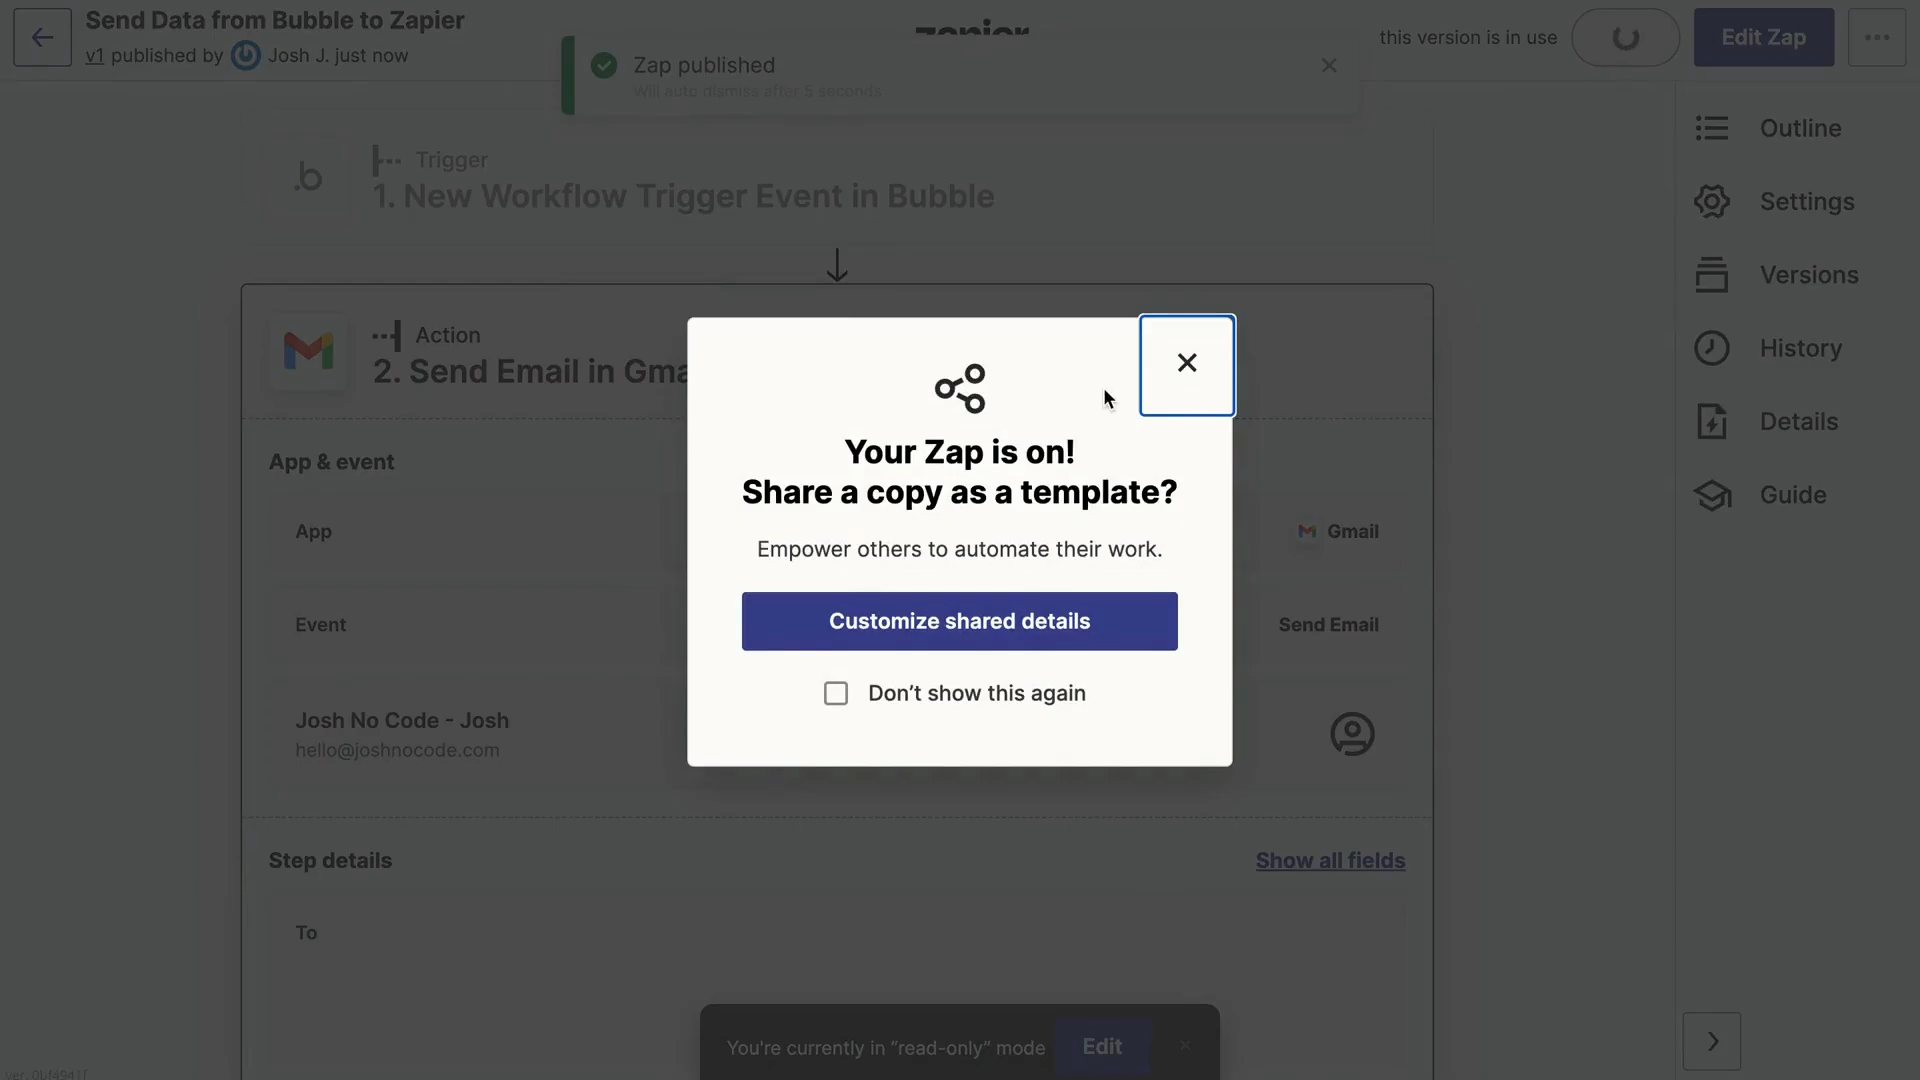 Send Data from Bubble to Zapier
v1 published by Josh J. just now
zapier
this version is in use
Edit Zap
Zap published
Will auto dismiss after 5 seconds
Trigger
1. New Workflow Trigger Event in Bubble
Action
2. Send Email in Gma
App & event
App
Gmail
Event
Send Email
Josh No Code - Josh
hello@joshnocode.com
Step details
Show all fields
To
Your Zap is on!
Share a copy as a template?
Empower others to automate their work.
Customize shared details
Don’t show this again
You're currently in “read-only” mode
Edit
Outline
Settings
Versions
History
Details
Guide